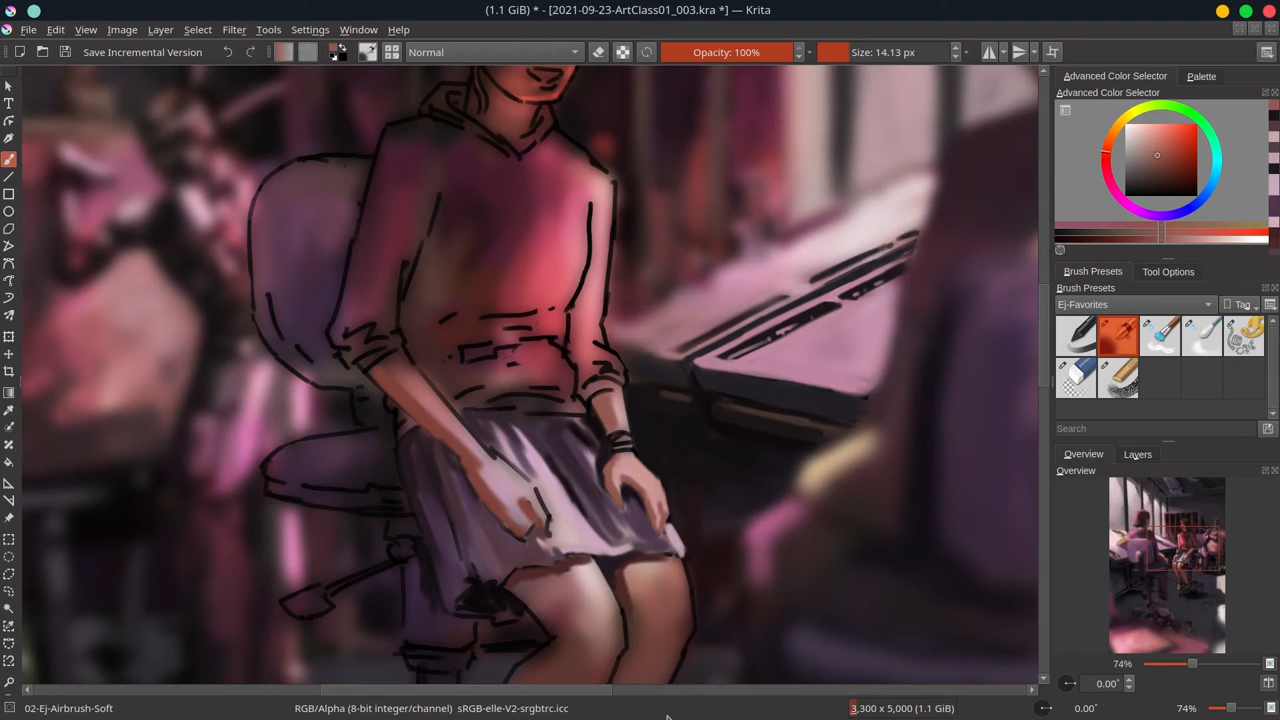 (1.1 GiB) * - [2021-09-23-ArtClass01_003.kra *] — Krita
File Edit View Image Layer Select Filter Tools Settings Window Help
Save Incremental Version Normal Opacity: 100% Size: 14.13 px
Advanced Color Selector Palette
Advanced Color Selector
Brush Presets Tool Options
Brush Presets
Ej-Favorites Tag
Search
Overview Layers
Overview
74%
0.00°
02-Ej-Airbrush-Soft RGB/Alpha (8-bit integer/channel) sRGB-elle-V2-srgbtrc.icc 3,300 x 5,000 (1.1 GiB) 0.00° 74%